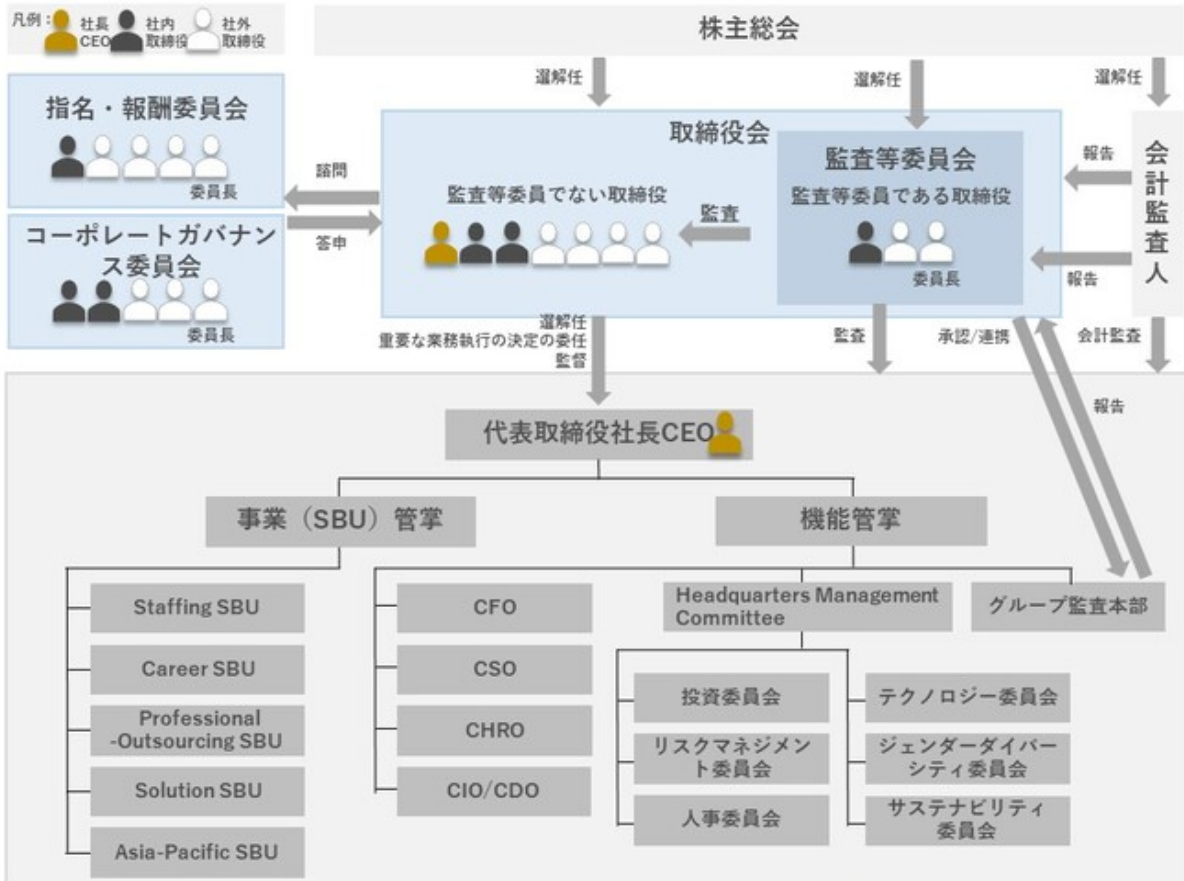 凡例：
社長
CEO
社内
取締役
社外
取締役
株主総会
選解任
選解任
選解任
指名・報酬委員会
委員長
コーポレートガバナン
ス委員会
委員長
諮問
答申
取締役会
監査等委員でない取締役
監査
監査等委員会
監査等委員である取締役
委員長
報告
報告
会計監査人
選解任
重要な業務執行の決定の委任
監督
監査
承認/連携
会計監査
報告
代表取締役社長CEO
事業（SBU）管掌
機能管掌
Staffing SBU
Career SBU
Professional
-Outsourcing SBU
Solution SBU
Asia-Pacific SBU
CFO
CSO
CHRO
CIO/CDO
Headquarters Management
Committee
グループ監査本部
投資委員会
リスクマネジメン
ト委員会
人事委員会
テクノロジー委員会
ジェンダーダイバー
シティ委員会
サステナビリティ
委員会